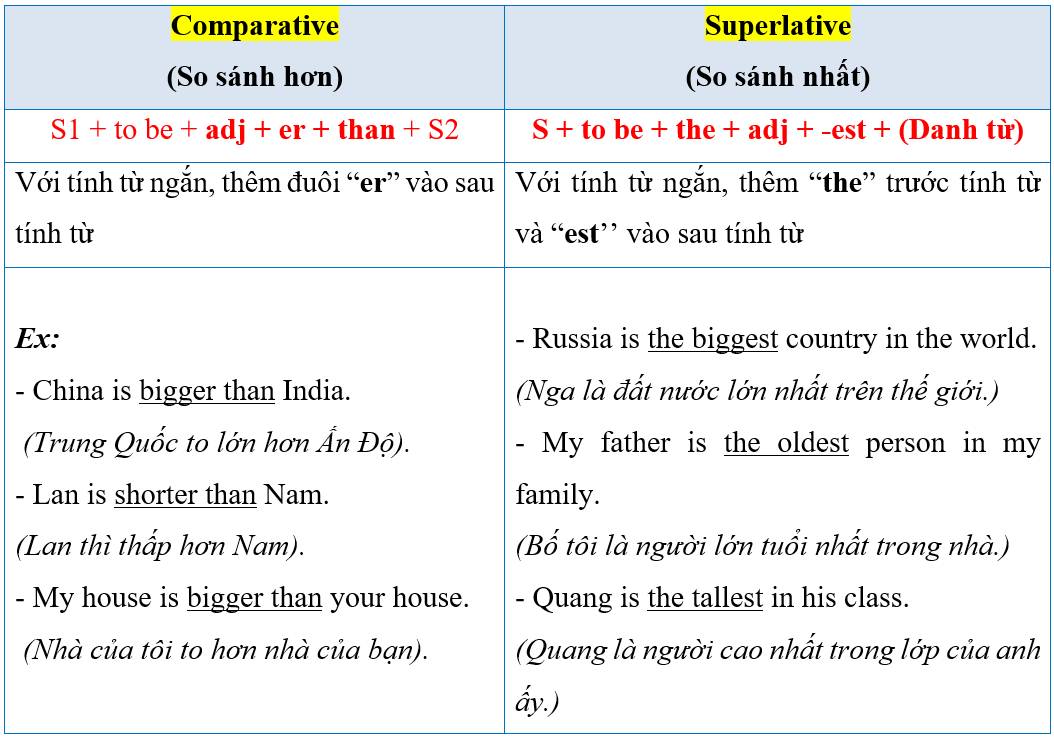 Comparative
(So sánh hơn)
Superlative
(So sánh nhất)
S1 + to be + adj + er + than + S2
S + to be + the + adj + -est + (Danh từ)
Với tính từ ngắn, thêm đuôi “er” vào sau
tính từ
Với tính từ ngắn, thêm “the” trước tính từ
và “est’’ vào sau tính từ
Ex:
- China is bigger than India.
(Trung Quốc to lớn hơn Ấn Độ).
- Lan is shorter than Nam.
(Lan thì thấp hơn Nam).
- My house is bigger than your house.
(Nhà của tôi to hơn nhà của bạn).
- Russia is the biggest country in the world.
(Nga là đất nước lớn nhất trên thế giới.)
- My father is the oldest person in my
family.
(Bố tôi là người lớn tuổi nhất trong nhà.)
- Quang is the tallest in his class.
(Quang là người cao nhất trong lớp của anh
ấy.)